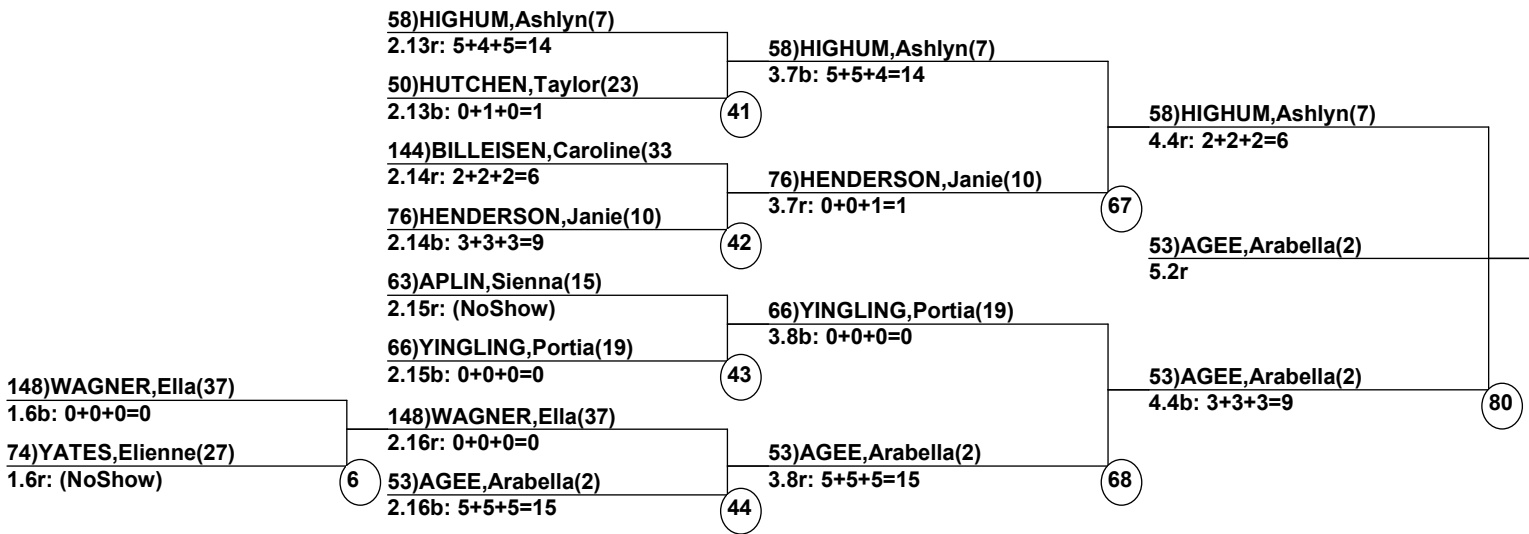 148)WAGNER,Ella(37)
1.6b: 0+0+0=0
74)YATES,Elienne(27)
1.6r: (NoShow)
6
58)HIGHUM,Ashlyn(7)
2.13r: 5+4+5=14
50)HUTCHEN,Taylor(23)
2.13b: 0+1+0=1
41
144)BILLEISEN,Caroline(33
2.14r: 2+2+2=6
76)HENDERSON,Janie(10)
2.14b: 3+3+3=9
42
63)APLIN,Sienna(15)
2.15r: (NoShow)
66)YINGLING,Portia(19)
2.15b: 0+0+0=0
43
148)WAGNER,Ella(37)
2.16r: 0+0+0=0
53)AGEE,Arabella(2)
2.16b: 5+5+5=15
44
58)HIGHUM,Ashlyn(7)
3.7b: 5+5+4=14
76)HENDERSON,Janie(10)
3.7r: 0+0+1=1
67
66)YINGLING,Portia(19)
3.8b: 0+0+0=0
53)AGEE,Arabella(2)
3.8r: 5+5+5=15
68
58)HIGHUM,Ashlyn(7)
4.4r: 2+2+2=6
53)AGEE,Arabella(2)
4.4b: 3+3+3=9
80
53)AGEE,Arabella(2)
5.2r